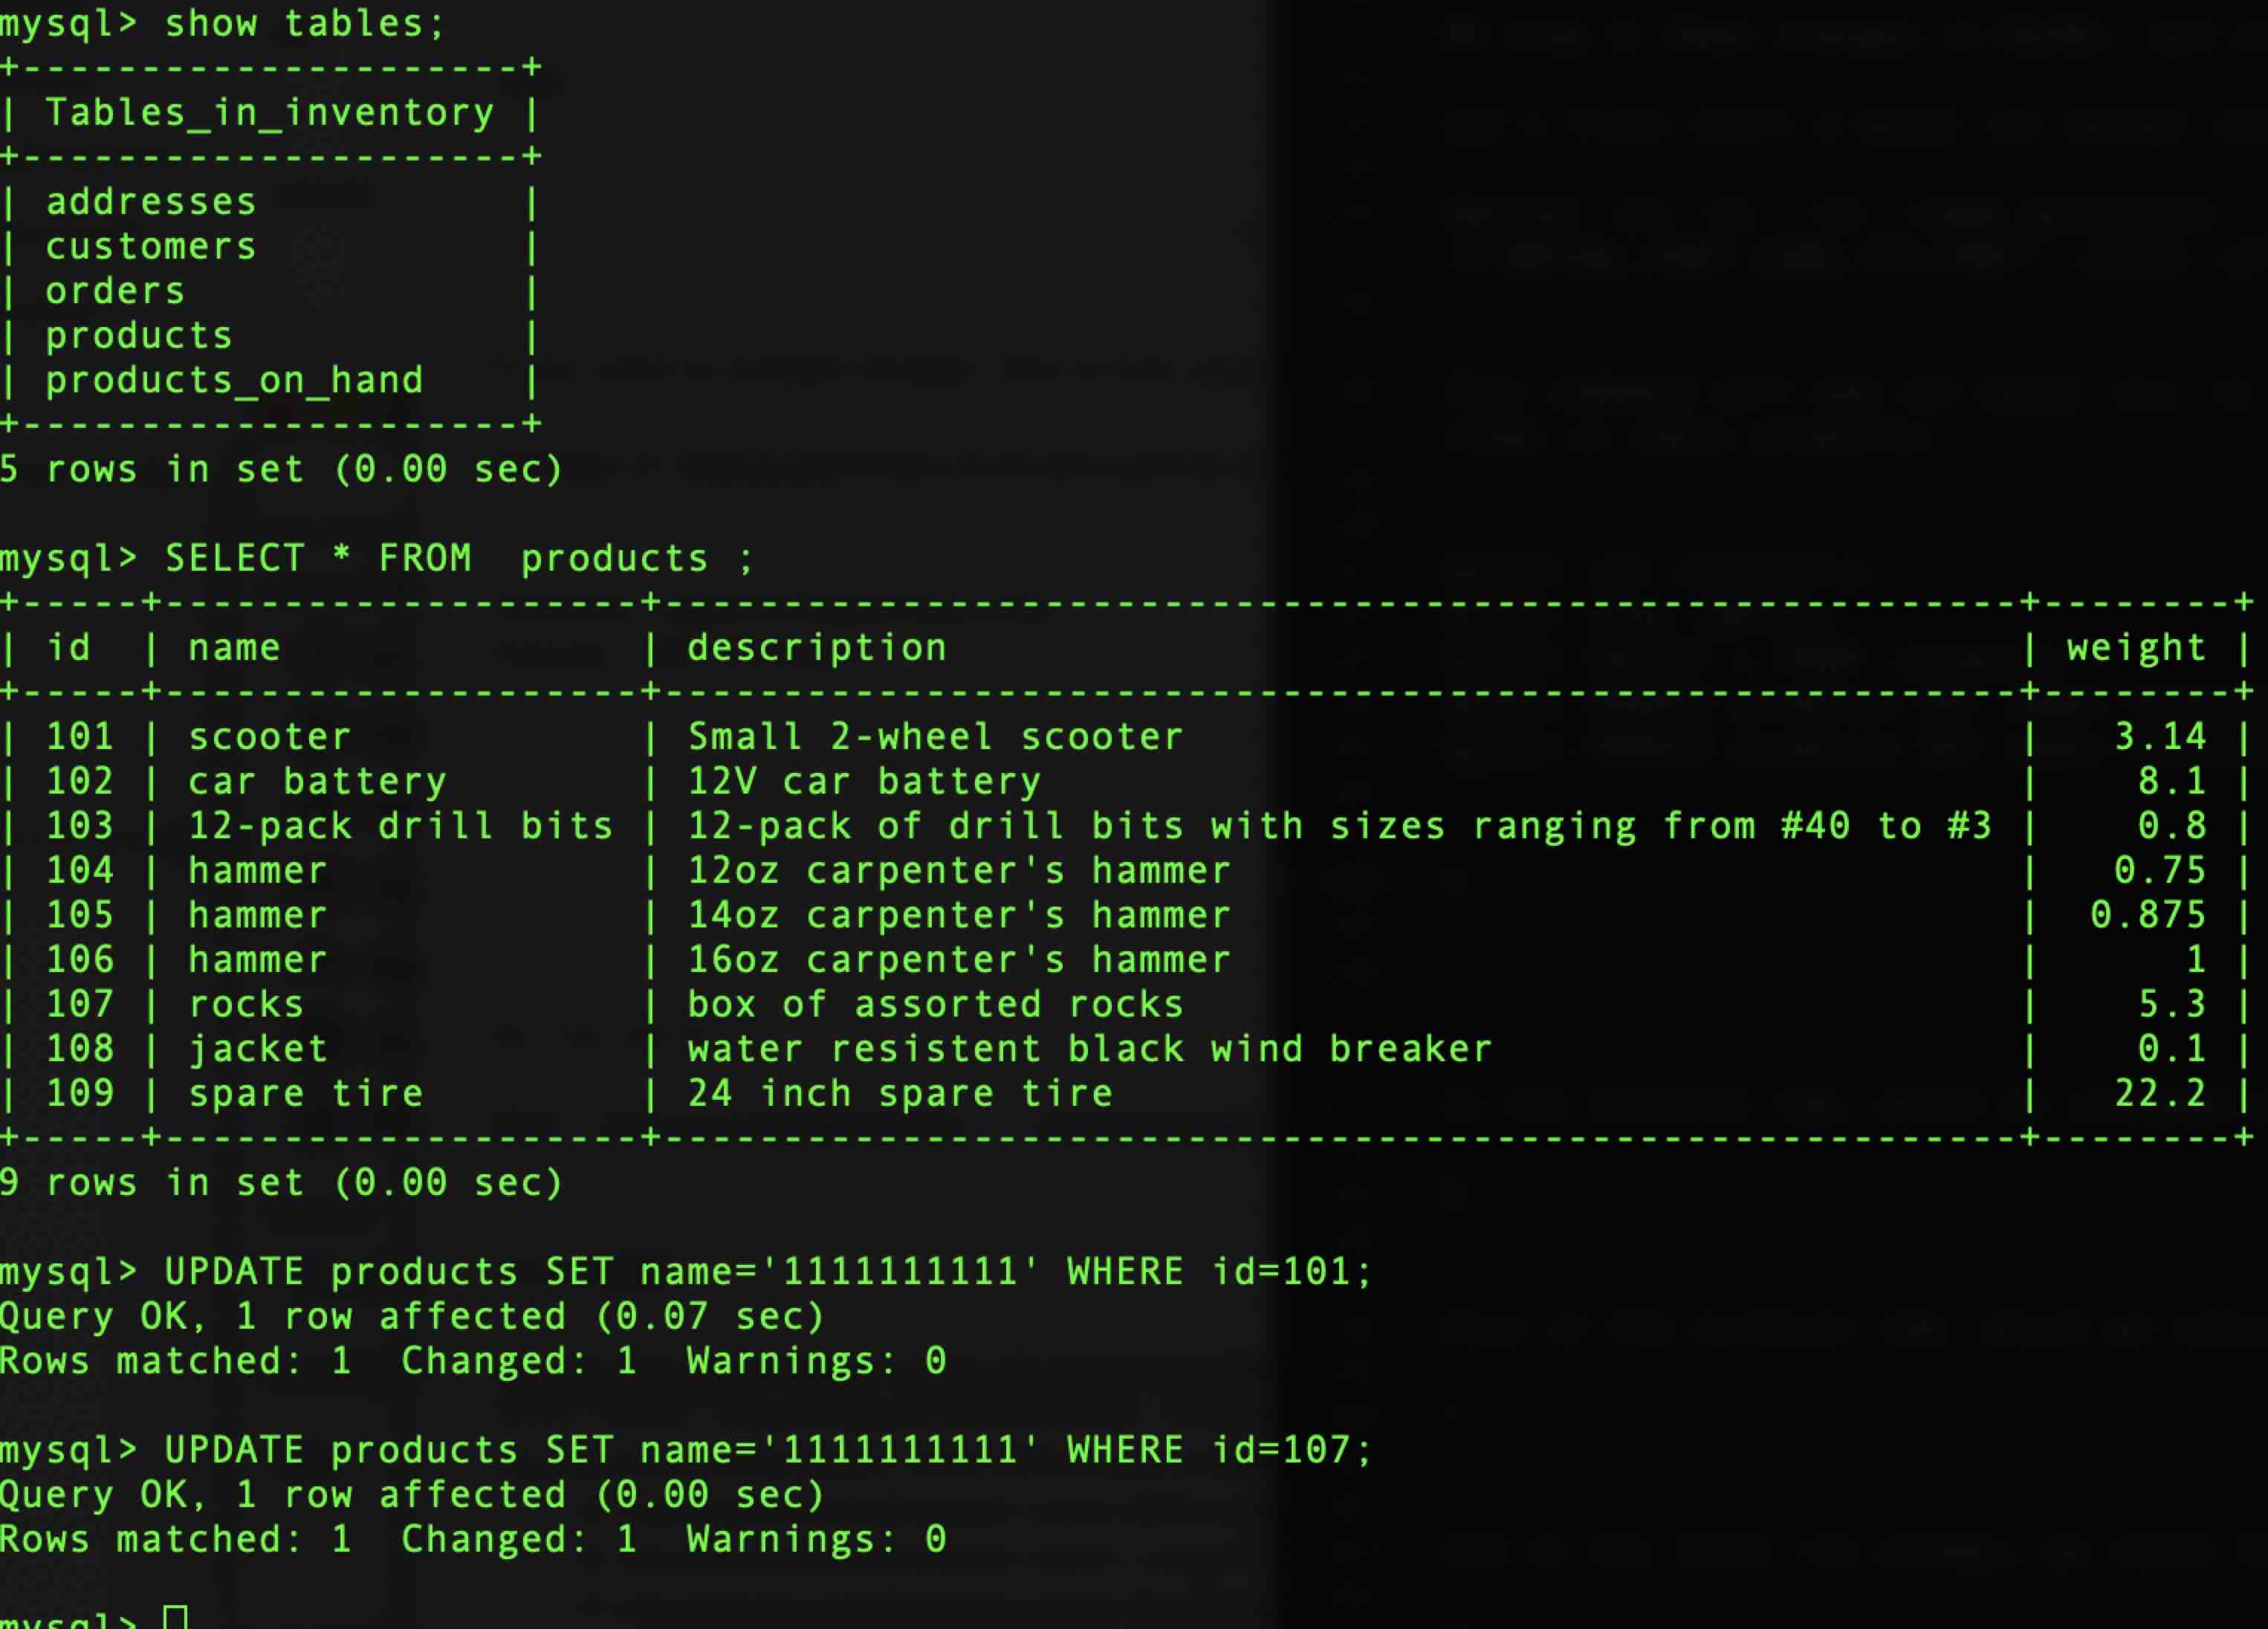 mysql> show tables;
+---------------------+
| Tables_in_inventory |
+---------------------+
| addresses           |
| customers           |
| orders              |
| products            |
| products_on_hand    |
+---------------------+
5 rows in set (0.00 sec)

mysql> SELECT * FROM  products ;
+-----+--------------------+---------------------------------------------------------+--------+
| id  | name               | description                                             | weight |
+-----+--------------------+---------------------------------------------------------+--------+
| 101 | scooter            | Small 2-wheel scooter                                   |   3.14 |
| 102 | car battery        | 12V car battery                                         |    8.1 |
| 103 | 12-pack drill bits | 12-pack of drill bits with sizes ranging from #40 to #3 |    0.8 |
| 104 | hammer             | 12oz carpenter's hammer                                 |   0.75 |
| 105 | hammer             | 14oz carpenter's hammer                                 |  0.875 |
| 106 | hammer             | 16oz carpenter's hammer                                 |      1 |
| 107 | rocks              | box of assorted rocks                                   |    5.3 |
| 108 | jacket             | water resistent black wind breaker                      |    0.1 |
| 109 | spare tire         | 24 inch spare tire                                      |   22.2 |
+-----+--------------------+---------------------------------------------------------+--------+
9 rows in set (0.00 sec)

mysql> UPDATE products SET name='1111111111' WHERE id=101;
Query OK, 1 row affected (0.07 sec)
Rows matched: 1  Changed: 1  Warnings: 0

mysql> UPDATE products SET name='1111111111' WHERE id=107;
Query OK, 1 row affected (0.00 sec)
Rows matched: 1  Changed: 1  Warnings: 0

mysql>